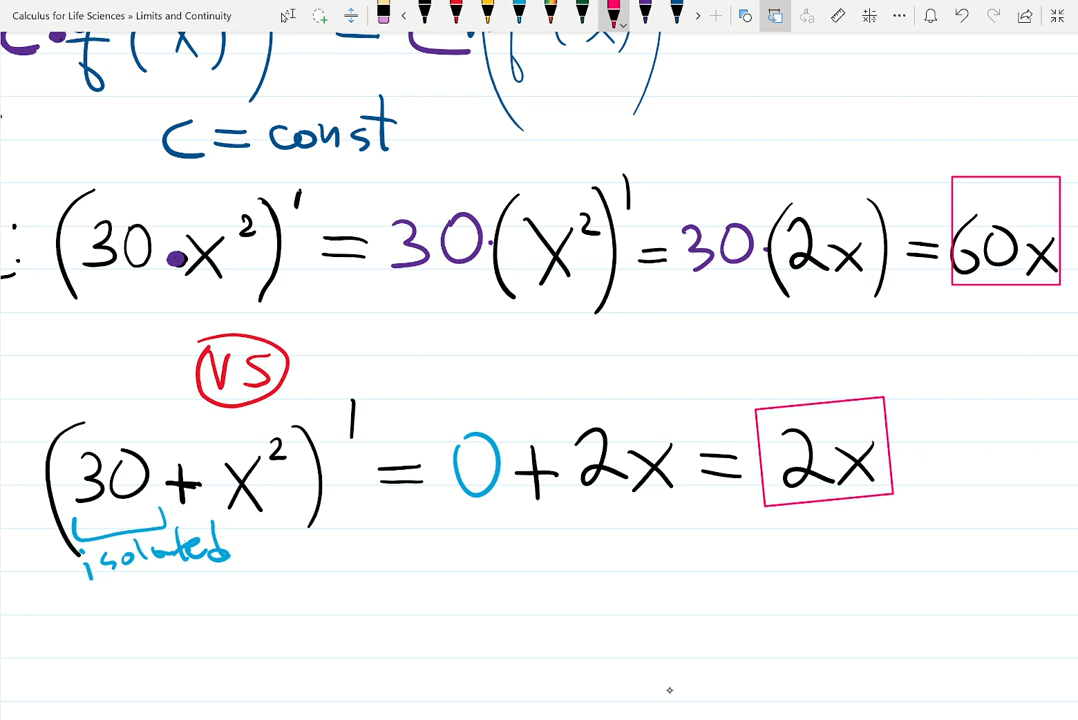 Calculus for Life Sciences » Limits and Continuity
c · f(x)) = c · (f(x)
c = const
: (30 · x²)' = 30 · (x²)' = 30 · (2x) = 60x
VS
(30 + x²)' = 0 + 2x = 2x
isolated